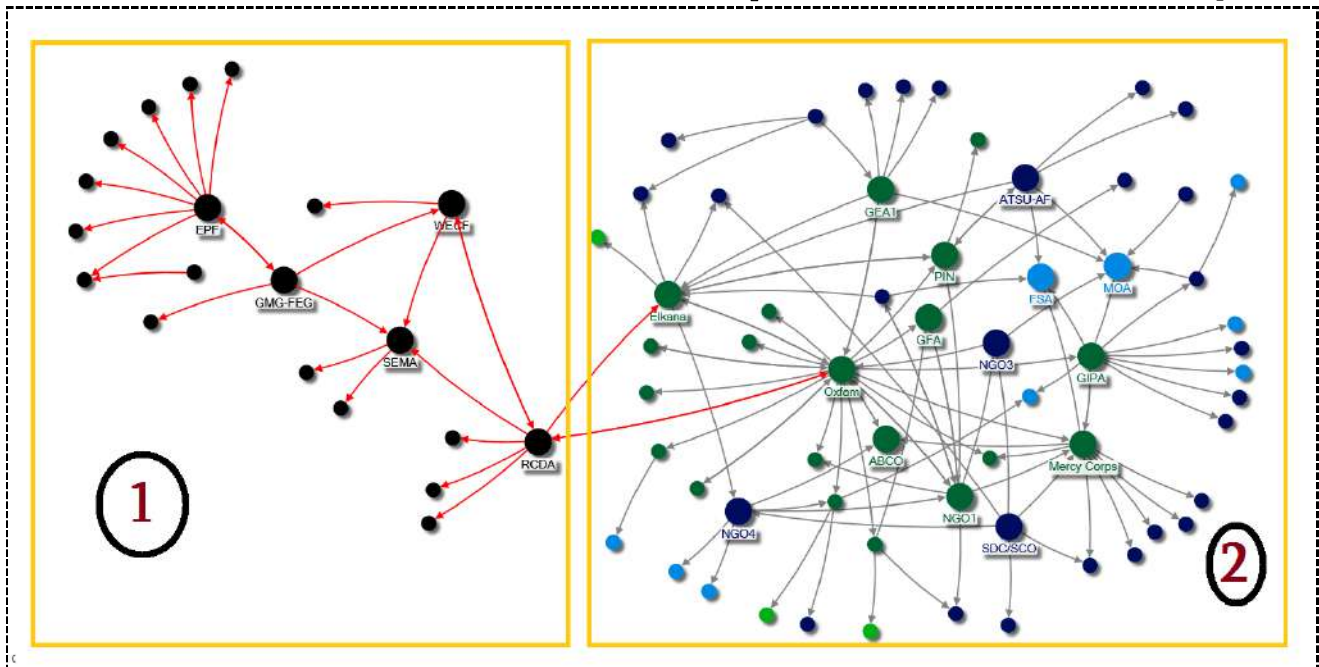 GEA1
ATSU-AF
EPF
WECF
PIN
FSA
MOA
GMG-FEG
Elkana
GFA
SEMA
NGO3
GIPA
Oxfam
RCDA
ABCO
Mercy Corps
1
NGO4
NGO1
SDC/SCO
2